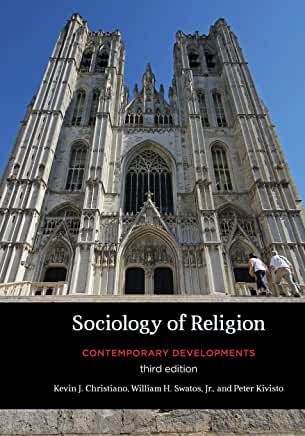 Sociology of Religion
CONTEMPORARY DEVELOPMENTS
third edition
Kevin J. Christiano, William H. Swatos, Jr., and Peter Kivisto